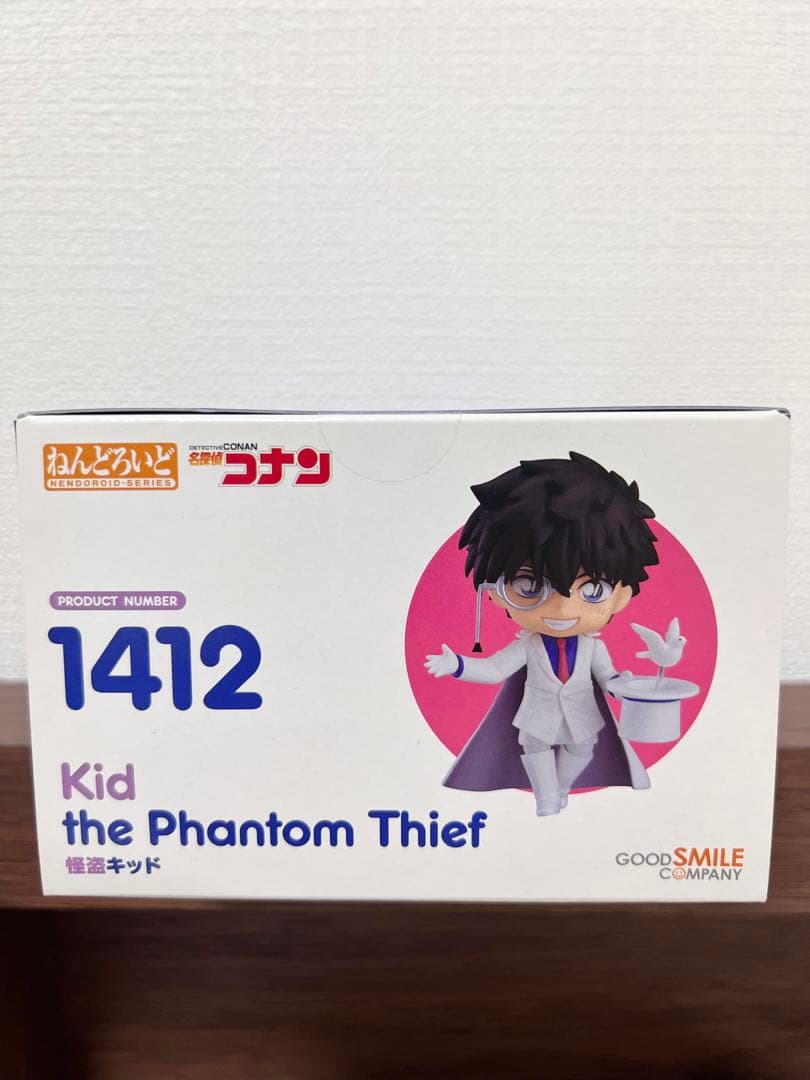 ねんどろいど
NENDOROID-SERIES
DETECTIVE CONAN
名探偵コナン
PRODUCT NUMBER
1412
Kid
the Phantom Thief
怪盗キッド
GOOD SMILE
COMPANY